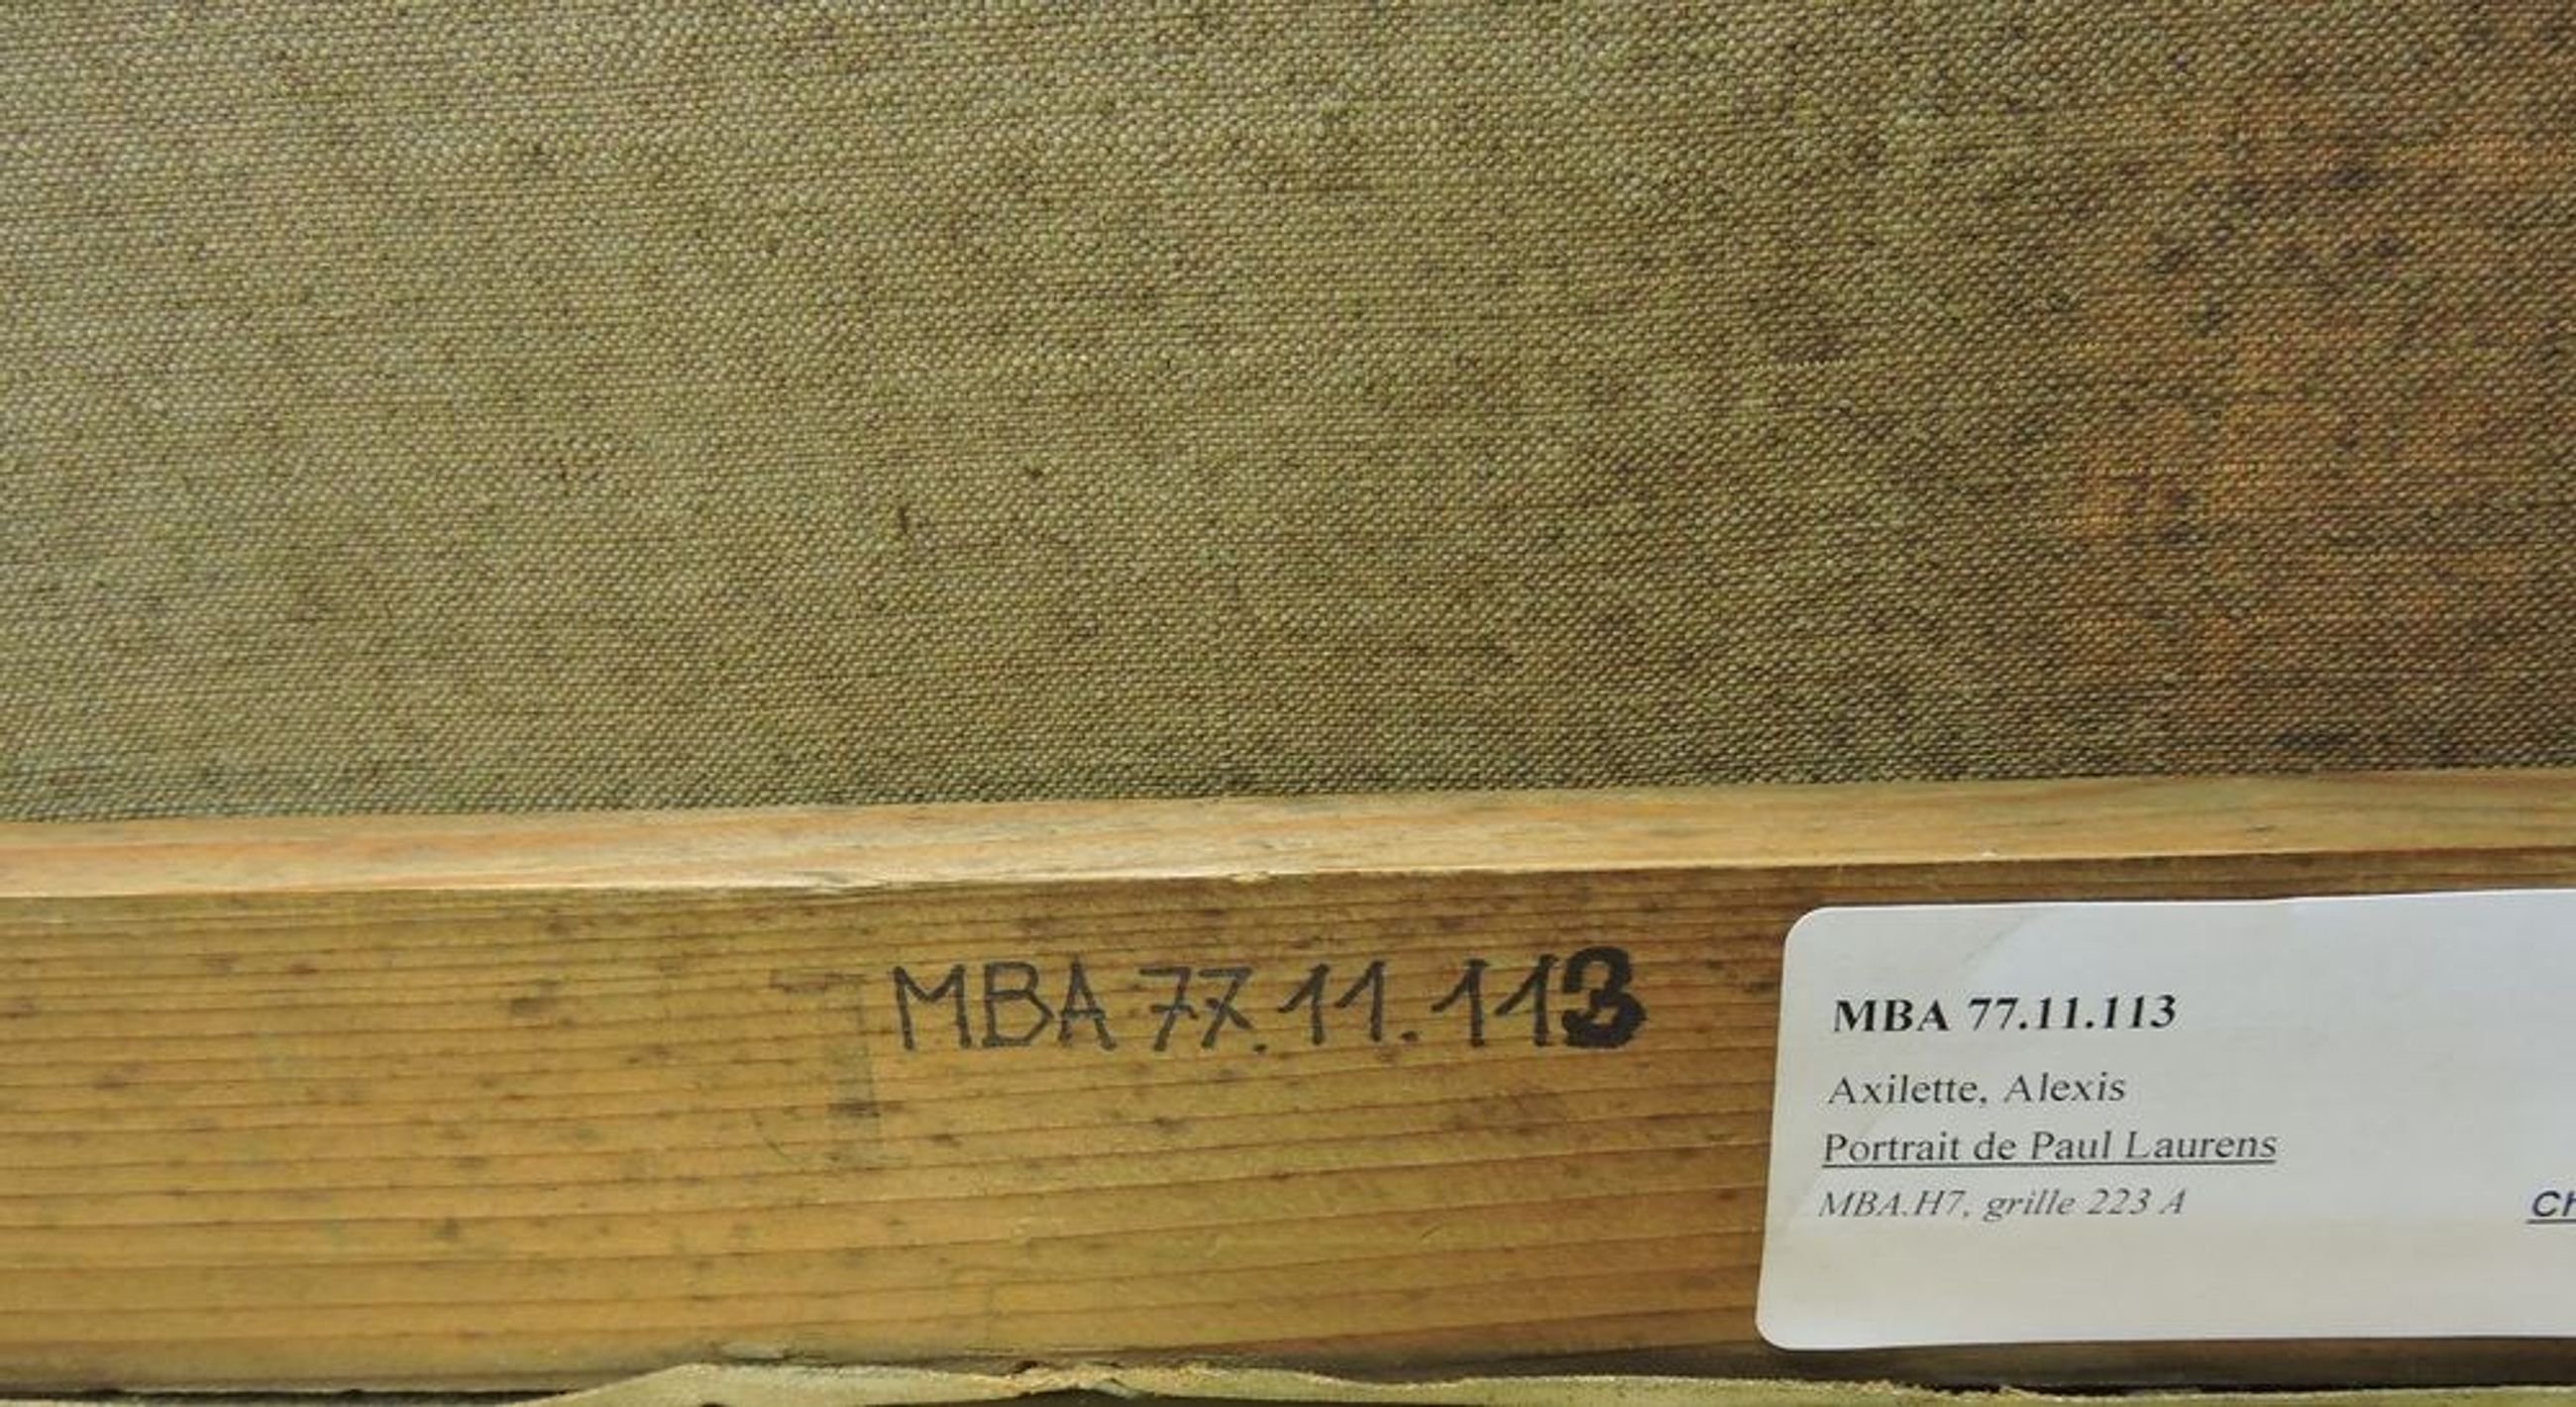 MBA 77.11.113
MBA 77.11.113
Axilette, Alexis
Portrait de Paul Laurens
MBA.H7, grille 223 A